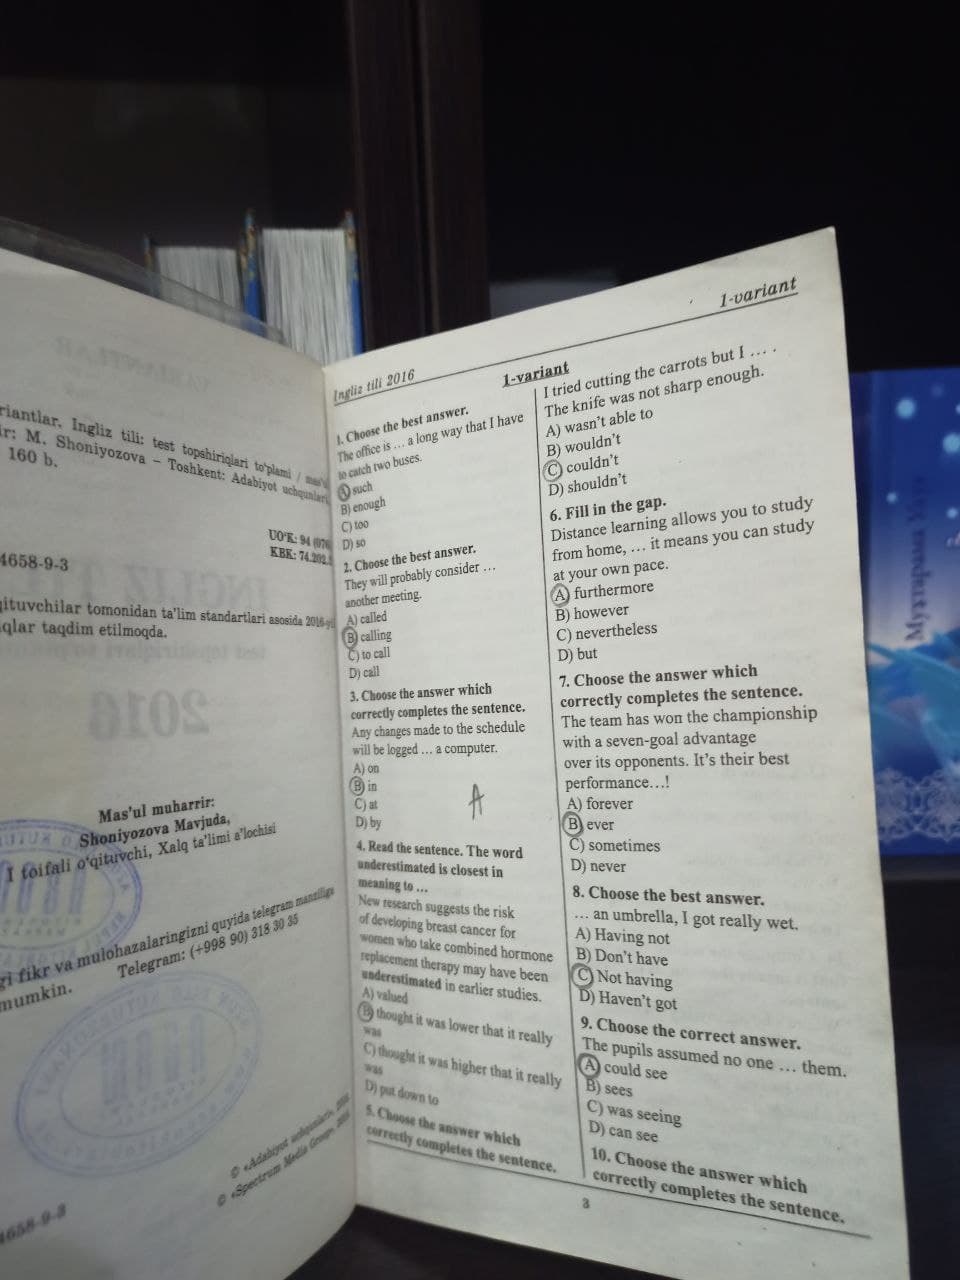 riantlar. Ingliz tili: test topshiriqlari to'plami / mas'ul
ir: M. Shoniyozova – Toshkent: Adabiyot uchqunlari,
160 b.
UO'K: 94 (076
KBK: 74.202.
4658-9-3
qituvchilar tomonidan ta'lim standartlari asosida 2016-yil
qlar taqdim etilmoqda.
2016
Mas'ul muharrir:
Shoniyozova Mavjuda,
I toifali o'qituvchi, Xalq ta'limi a'lochisi
gi fikr va mulohazalaringizni quyida telegram manziliga
mumkin. Telegram: (+998 90) 318 30 35
© «Adabiyot uchqunlari»,
© «Spectrum Media Group»,
4658-9-3
Ingliz tili 2016
1-variant
1-variant
1. Choose the best answer.
The office is … a long way that I have
to catch two buses.
A) such
B) enough
C) too
D) so
2. Choose the best answer.
They will probably consider …
another meeting.
A) called
B) calling
C) to call
D) call
3. Choose the answer which
correctly completes the sentence.
Any changes made to the schedule
will be logged … a computer.
A) on
B) in
C) at
D) by
A
4. Read the sentence. The word
underestimated is closest in
meaning to …
New research suggests the risk
of developing breast cancer for
women who take combined hormone
replacement therapy may have been
underestimated in earlier studies.
A) valued
B) thought it was lower that it really
was
C) thought it was higher that it really
was
D) put down to
5. Choose the answer which
correctly completes the sentence.
I tried cutting the carrots but I … .
The knife was not sharp enough.
A) wasn't able to
B) wouldn't
C) couldn't
D) shouldn't
6. Fill in the gap.
Distance learning allows you to study
from home, … it means you can study
at your own pace.
A) furthermore
B) however
C) nevertheless
D) but
7. Choose the answer which
correctly completes the sentence.
The team has won the championship
with a seven-goal advantage
over its opponents. It's their best
performance…!
A) forever
B) ever
C) sometimes
D) never
8. Choose the best answer.
… an umbrella, I got really wet.
A) Having not
B) Don't have
C) Not having
D) Haven't got
9. Choose the correct answer.
The pupils assumed no one … them.
A) could see
B) sees
C) was seeing
D) can see
10. Choose the answer which
correctly completes the sentence.
3